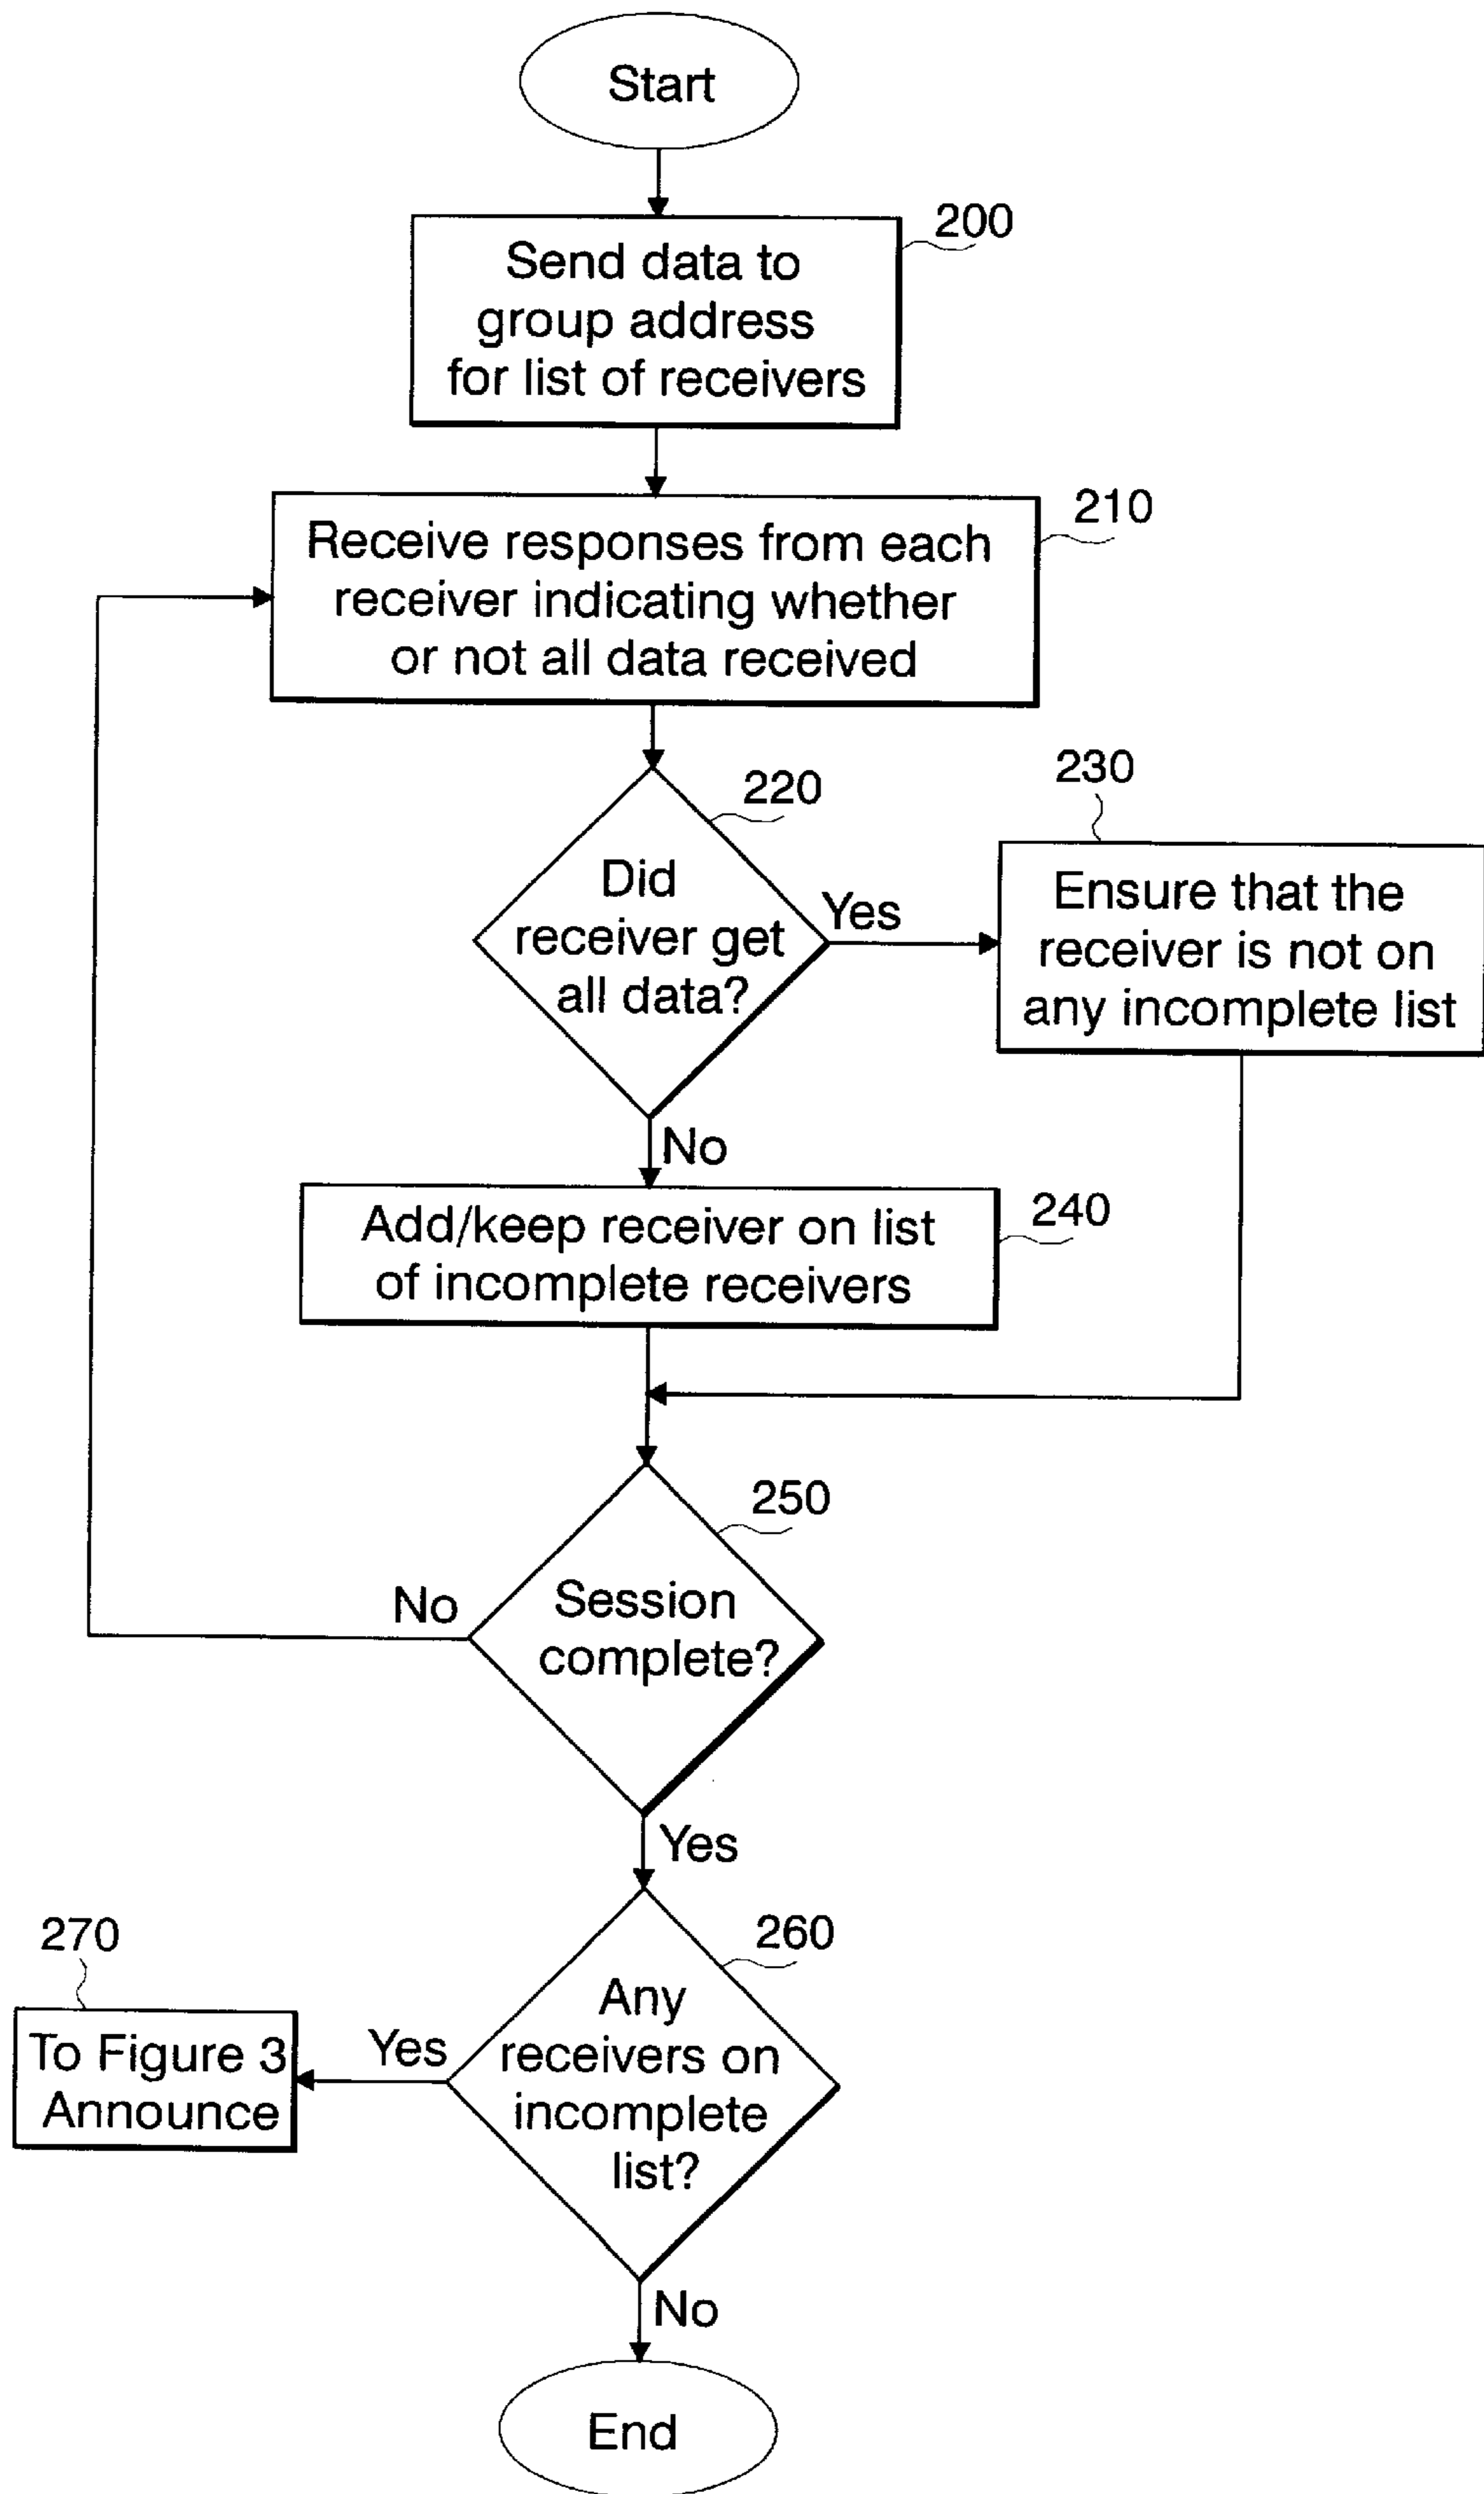 Start
200
Send data to
group address
for list of receivers
210
Receive responses from each
receiver indicating whether
or not all data received
220
Did
receiver get
all data?
Yes
230
Ensure that the
receiver is not on
any incomplete list
No
240
Add/keep receiver on list
of incomplete receivers
250
Session
complete?
No
Yes
260
Any
receivers on
incomplete
list?
Yes
270
To Figure 3
Announce
No
End